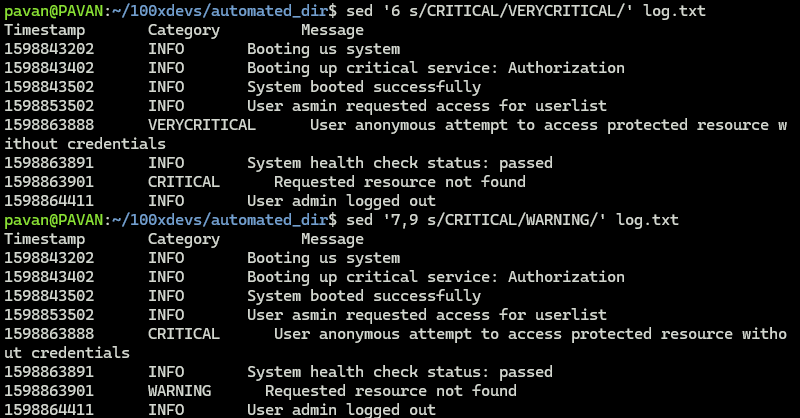 pavan@PAVAN:~/100xdevs/automated_dir$ sed '6 s/CRITICAL/VERYCRITICAL/' log.txt
Timestamp       Category         Message
1598843202      INFO       Booting us system
1598843402      INFO       Booting up critical service: Authorization
1598843502      INFO       System booted successfully
1598853502      INFO       User asmin requested access for userlist
1598863888      VERYCRITICAL      User anonymous attempt to access protected resource w
ithout credentials
1598863891      INFO       System health check status: passed
1598863901      CRITICAL      Requested resource not found
1598864411      INFO       User admin logged out
pavan@PAVAN:~/100xdevs/automated_dir$ sed '7,9 s/CRITICAL/WARNING/' log.txt
Timestamp       Category         Message
1598843202      INFO       Booting us system
1598843402      INFO       Booting up critical service: Authorization
1598843502      INFO       System booted successfully
1598853502      INFO       User asmin requested access for userlist
1598863888      CRITICAL      User anonymous attempt to access protected resource witho
ut credentials
1598863891      INFO       System health check status: passed
1598863901      WARNING      Requested resource not found
1598864411      INFO       User admin logged out